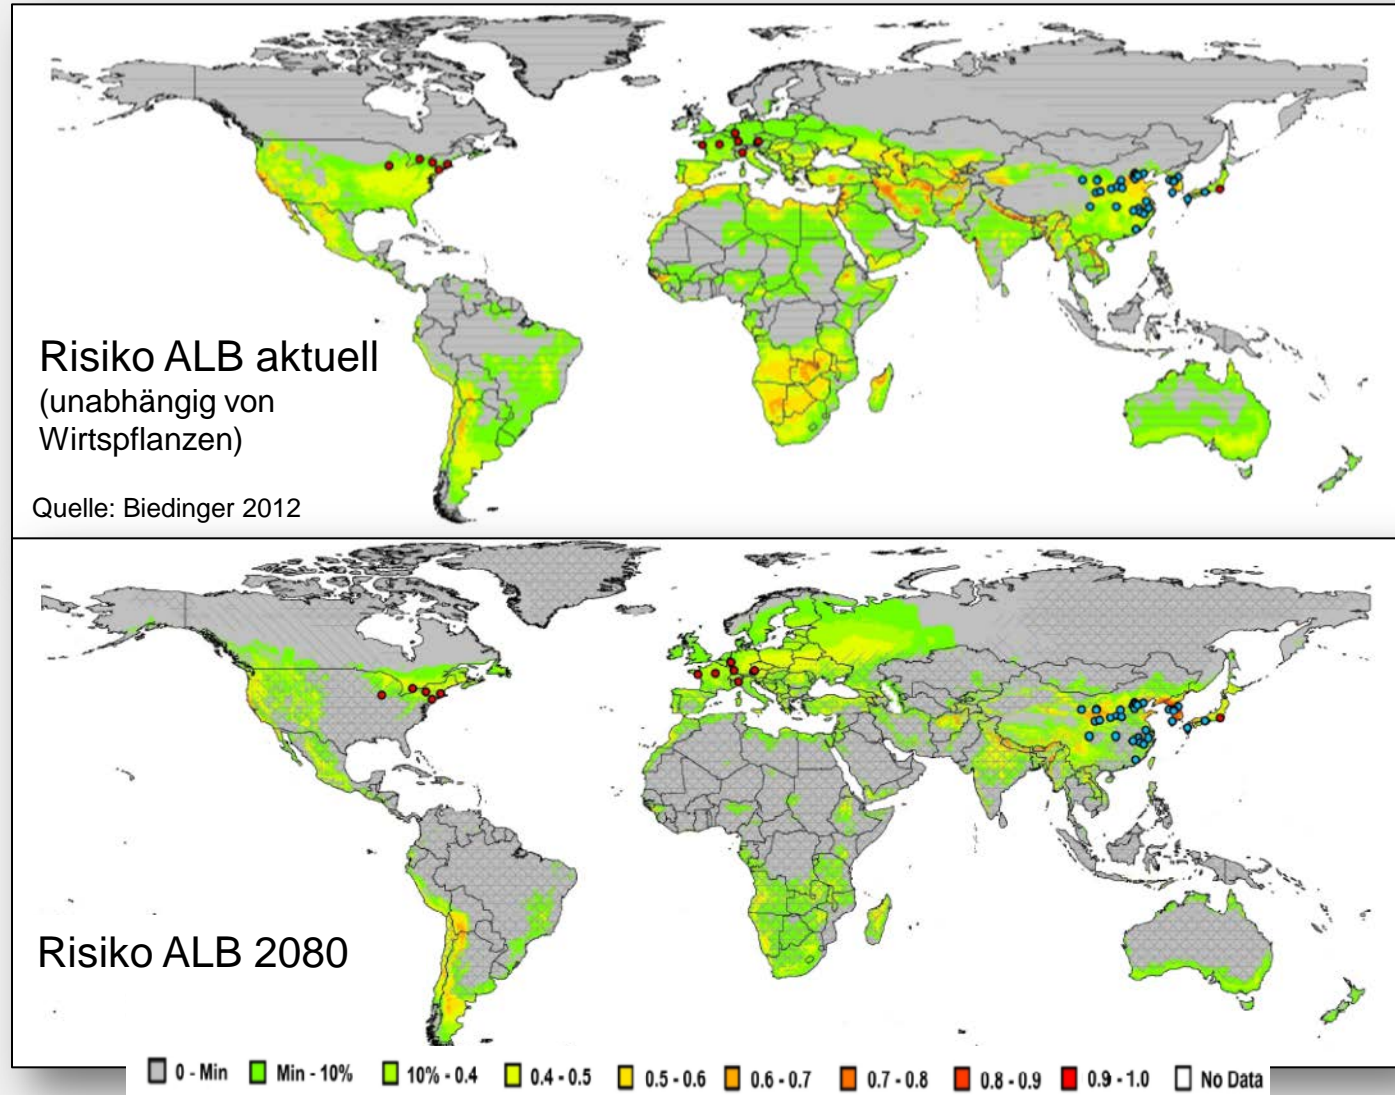 Risiko ALB aktuell
(unabhängig von
Wirtspflanzen)
Quelle: Biedinger 2012
Risiko ALB 2080
0 - Min Min - 10% 10% - 0.4 0.4 - 0.5 0.5 - 0.6 0.6 - 0.7 0.7 - 0.8 0.8 - 0.9 0.9 - 1.0 No Data